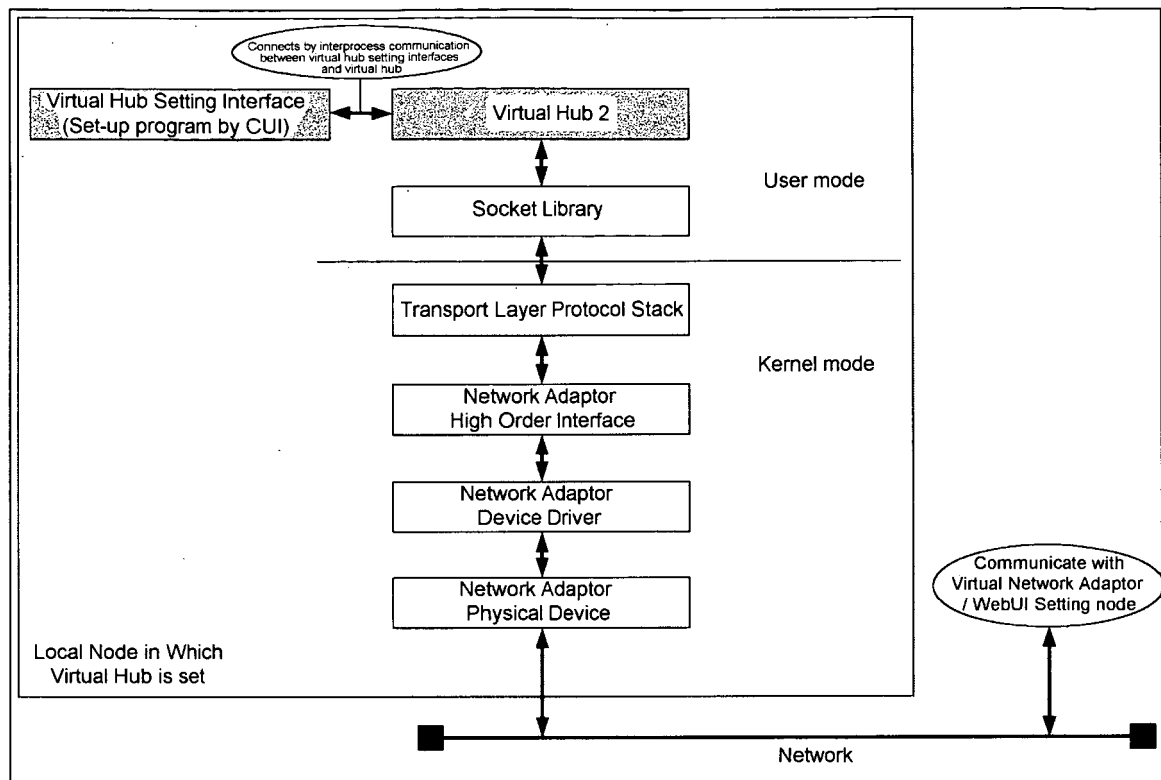 Connects by interprocess communication
between virtual hub setting interfaces
and virtual hub
Virtual Hub Setting Interface
(Set-up program by CUI)
Virtual Hub 2
User mode
Socket Library
Transport Layer Protocol Stack
Kernel mode
Network Adaptor
High Order Interface
Network Adaptor
Device Driver
Network Adaptor
Physical Device
Communicate with
Virtual Network Adaptor
/ WebUI Setting node
Local Node in Which
Virtual Hub is set
Network